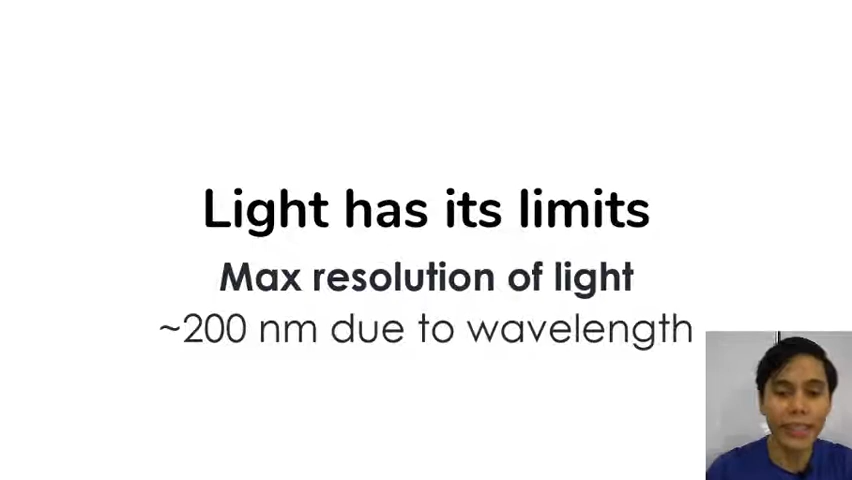 Light has its limits
Max resolution of light
~200 nm due to wavelength